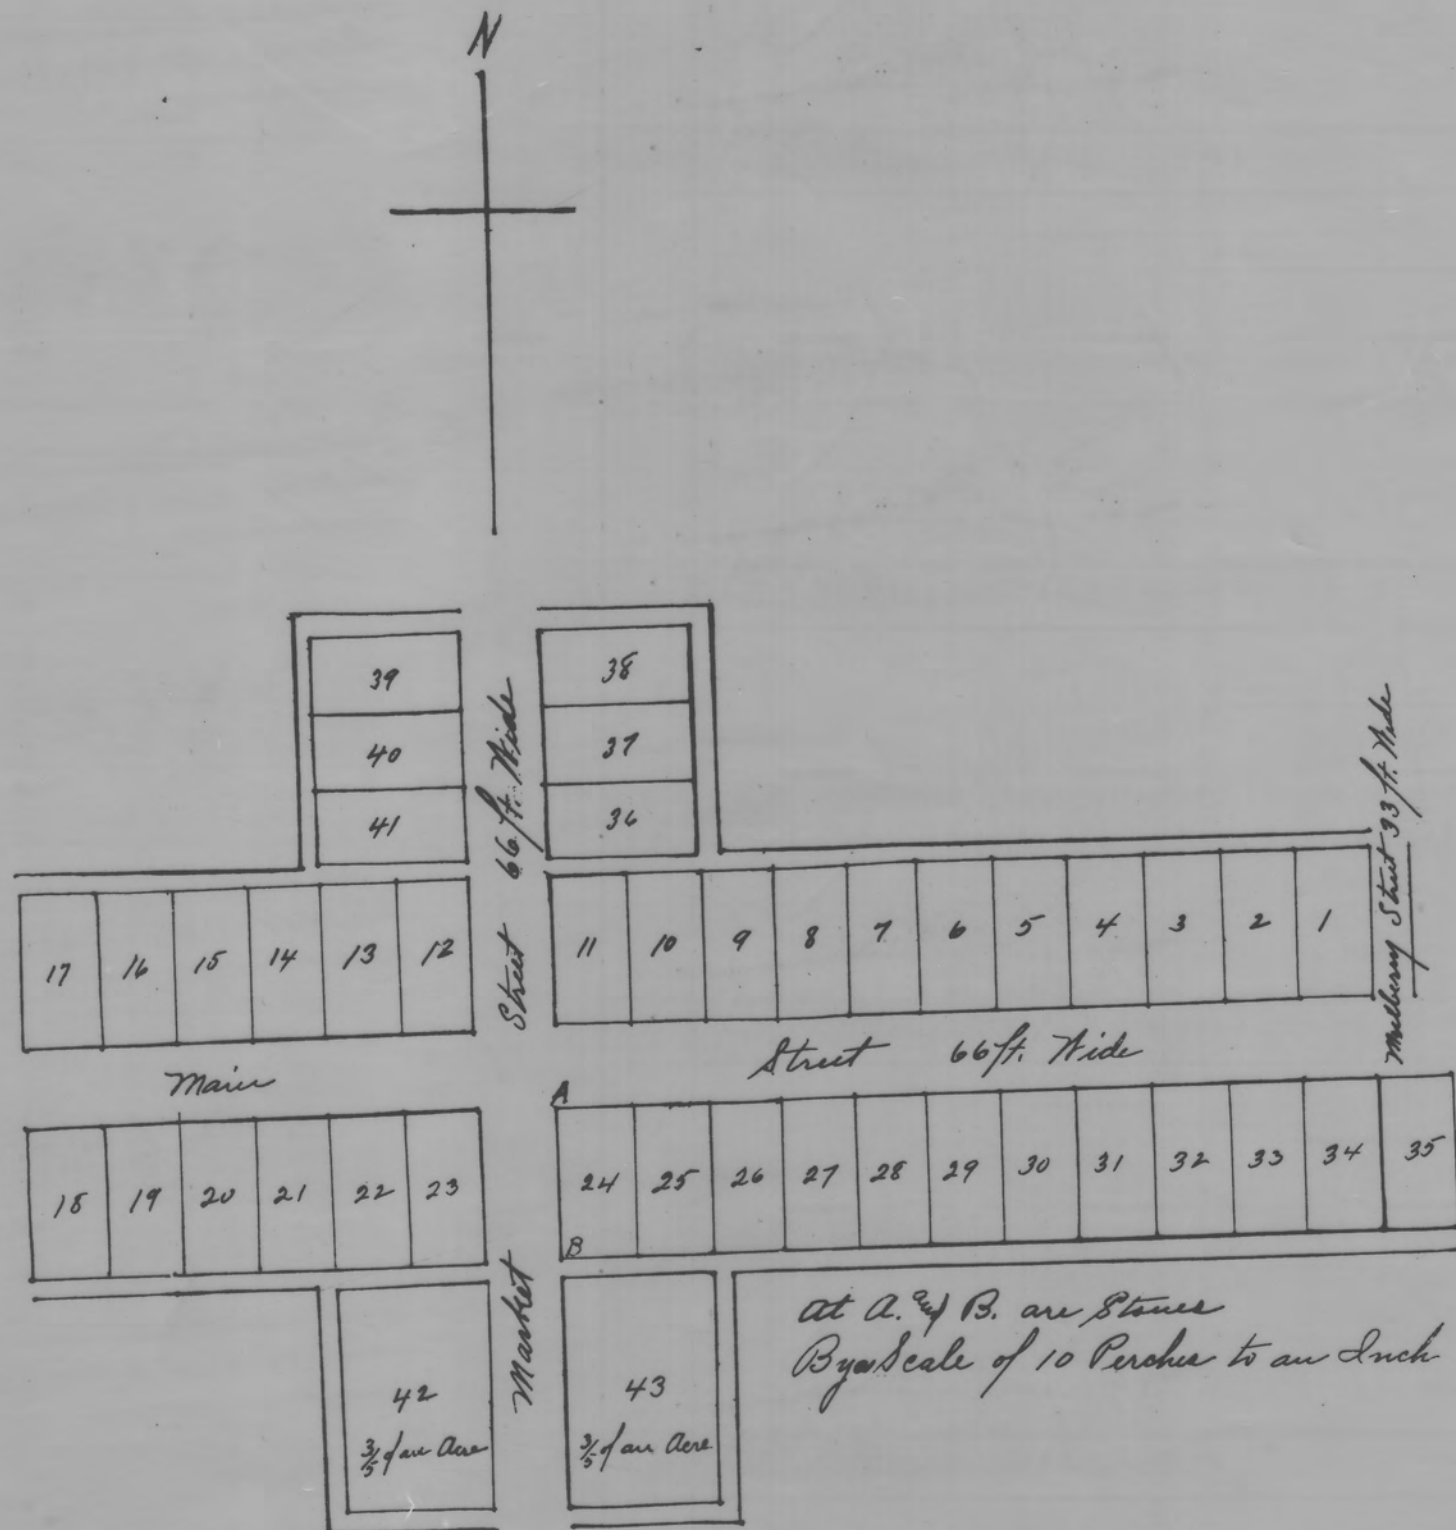 N
39
38
40
37
41
36
Street 66 ft. Wide
Mulberry Street 33 ft. Wide
17 16 15 14 13 12
11 10 9 8 7 6 5 4 3 2 1
Main
Street 66 ft. Wide
A
18 19 20 21 22 23
24 25 26 27 28 29 30 31 32 33 34 35
B
Market
At A. and B. are Stones
By a Scale of 10 Perches to an Inch
42
3/5 of an Acre
43
3/5 of an Acre